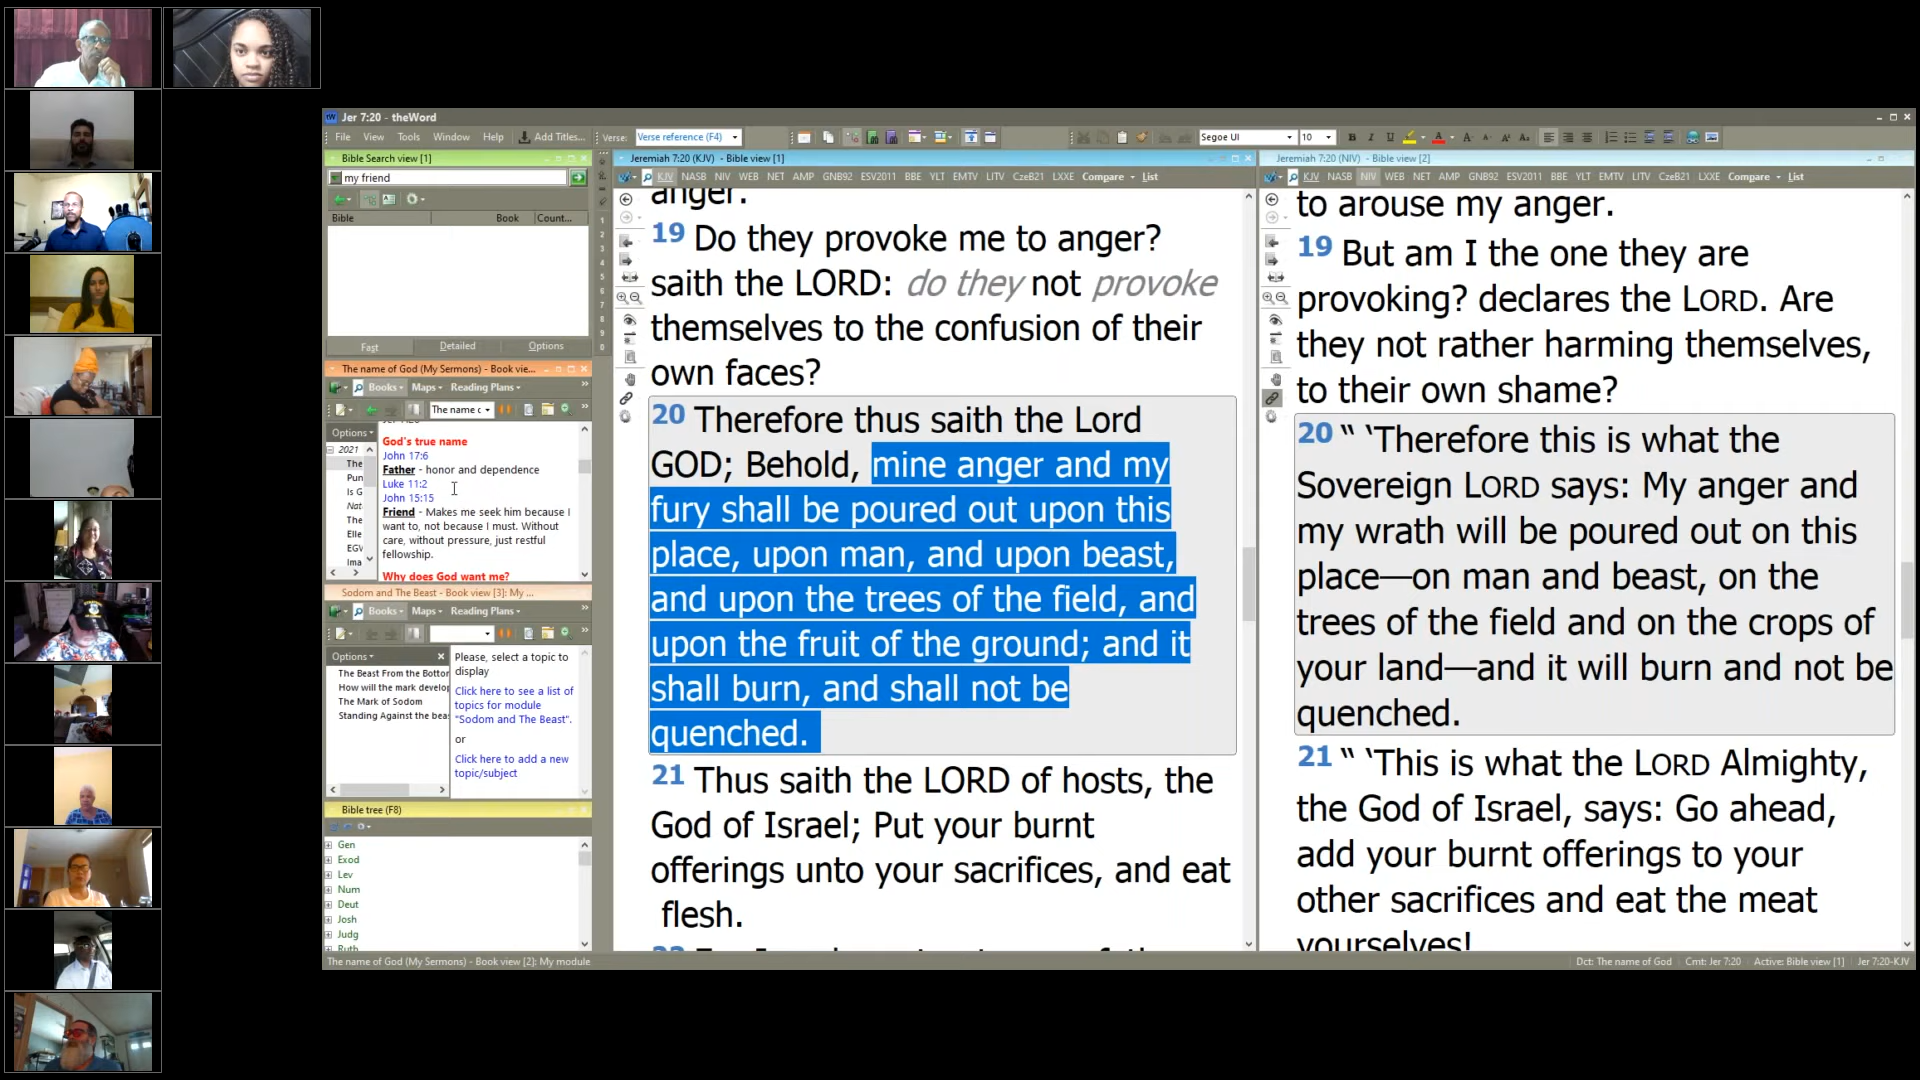 Jer 7:20 - theWord
File View Tools Window Help Add Titles... Verse: Verse reference (F4) Segoe UI 10 B I U
Bible Search view [1]
my friend
Bible Book Count...
Fast Detailed Options
The name of God (My Sermons) - Book vie...
Books Maps Reading Plans
The name c
Options
2021
The
Pun
Is G
Nat
The
Elle
EGV
Ima
God's true name
John 17:6
Father - honor and dependence
Luke 11:2
John 15:15
Friend - Makes me seek him because I
want to, not because I must. Without
care, without pressure, just restful
fellowship.
Why does God want me?
Sodom and The Beast - Book view [3]: My ...
Books Maps Reading Plans
Options
The Beast From the Bottor
How will the mark develop
The Mark of Sodom
Standing Against the beas
Please, select a topic to
display
Click here to see a list of
topics for module
"Sodom and The Beast".
or
Click here to add a new
topic/subject
Bible tree (F8)
Gen
Exod
Lev
Num
Deut
Josh
Judg
Ruth
Jeremiah 7:20 (KJV) - Bible view [1]
KJV NASB NIV WEB NET AMP GNB92 ESV2011 BBE YLT EMTV LITV CzeB21 LXXE Compare List
anger.
19 Do they provoke me to anger?
saith the LORD: do they not provoke
themselves to the confusion of their
own faces?
20 Therefore thus saith the Lord
GOD; Behold, mine anger and my
fury shall be poured out upon this
place, upon man, and upon beast,
and upon the trees of the field, and
upon the fruit of the ground; and it
shall burn, and shall not be
quenched.
21 Thus saith the LORD of hosts, the
God of Israel; Put your burnt
offerings unto your sacrifices, and eat
flesh.
Jeremiah 7:20 (NIV) - Bible view [2]
KJV NASB NIV WEB NET AMP GNB92 ESV2011 BBE YLT EMTV LITV CzeB21 LXXE Compare List
to arouse my anger.
19 But am I the one they are
provoking? declares the LORD. Are
they not rather harming themselves,
to their own shame?
20 “ ‘Therefore this is what the
Sovereign LORD says: My anger and
my wrath will be poured out on this
place—on man and beast, on the
trees of the field and on the crops of
your land—and it will burn and not be
quenched.
21 “ ‘This is what the LORD Almighty,
the God of Israel, says: Go ahead,
add your burnt offerings to your
other sacrifices and eat the meat
yourselves!
The name of God (My Sermons) - Book view [2]: My module
Dct: The name of God Cmt: Jer 7:20 Active: Bible view [1] Jer 7:20-KJV